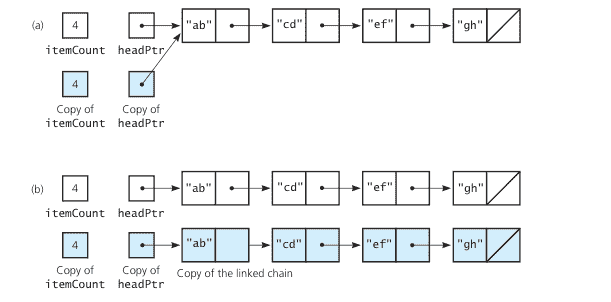 (a) 4 "ab" "cd" "ef" "gh"
itemCount headPtr
4
Copy of Copy of
itemCount headPtr
(b) 4 "ab" "cd" "ef" "gh"
itemCount headPtr
4 "ab" "cd" "ef" "gh"
Copy of Copy of Copy of the linked chain
itemCount headPtr